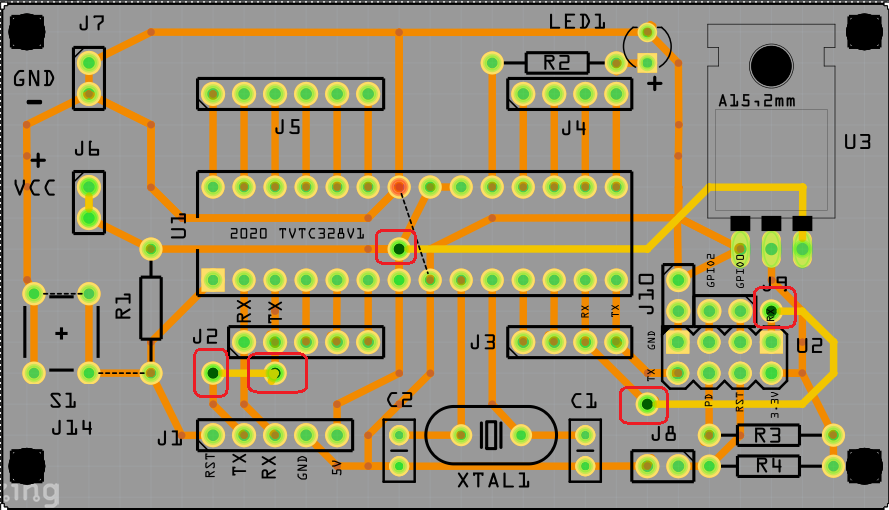 J7
LED1
GND
-
R2
+
A15,2mm
J5
J4
U3
J6
+
VCC
U1
2020 TVTC328V1
GPIO2
GPIO0
J9
J10
R1
RX
TX
RX
TX
RX
J2
J3
GND
U2
+
TX
S1
C2
C1
PD
RST
3.3V
J14
J1
J8
R3
RST
TX
RX
GND
5V
R4
XTAL1
.ing